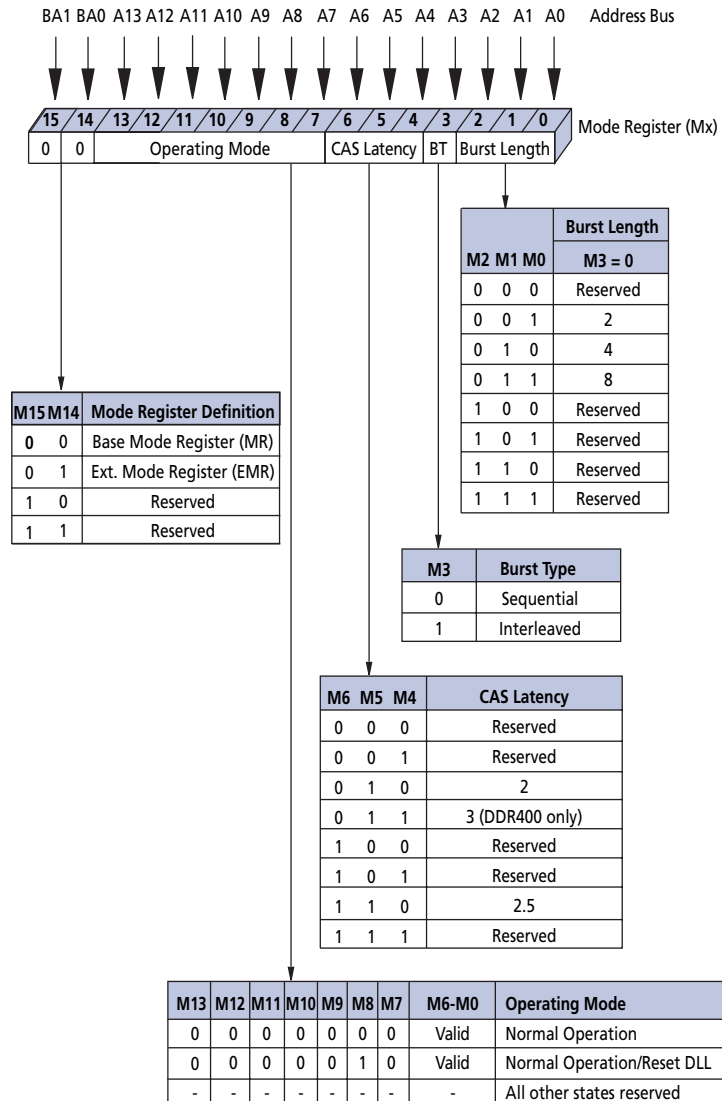 BA1 BA0 A13 A12 A11 A10 A9 A8 A7 A6 A5 A4 A3 A2 A1 A0 Address Bus
15 14 13 12 11 10 9 8 7 6 5 4 3 2 1 0 Mode Register (Mx)
0 0 Operating Mode CAS Latency BT Burst Length
Burst Length
M2 M1 M0 M3 = 0
0 0 0 Reserved
0 0 1 2
0 1 0 4
0 1 1 8
1 0 0 Reserved
1 0 1 Reserved
1 1 0 Reserved
1 1 1 Reserved
M15 M14 Mode Register Definition
0 0 Base Mode Register (MR)
0 1 Ext. Mode Register (EMR)
1 0 Reserved
1 1 Reserved
M3 Burst Type
0 Sequential
1 Interleaved
M6 M5 M4 CAS Latency
0 0 0 Reserved
0 0 1 Reserved
0 1 0 2
0 1 1 3 (DDR400 only)
1 0 0 Reserved
1 0 1 Reserved
1 1 0 2.5
1 1 1 Reserved
M13 M12 M11 M10 M9 M8 M7 M6-M0 Operating Mode
0 0 0 0 0 0 0 Valid Normal Operation
0 0 0 0 0 1 0 Valid Normal Operation/Reset DLL
- - - - - - - - All other states reserved